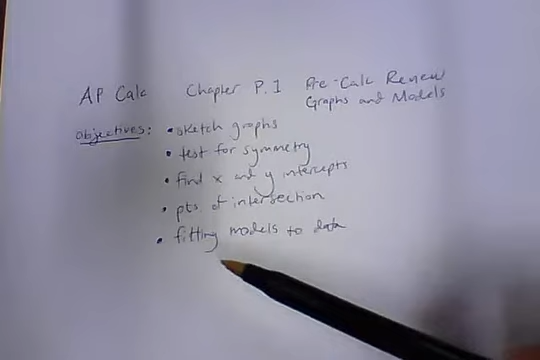 AP Calc Chapter P.1 Pre-Calc Review
Graphs and Models
objectives: • sketch graphs
• test for symmetry
• find x and y intercepts
• pts. of intersection
• fitting models to data